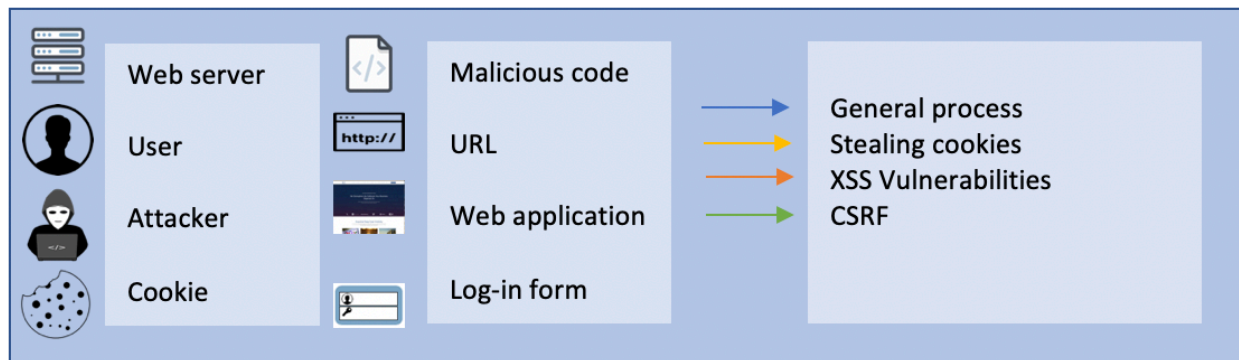 Web server
User
Attacker
Cookie
</>
Malicious code
http://
URL
Web application
Log-in form
General process
Stealing cookies
XSS Vulnerabilities
CSRF